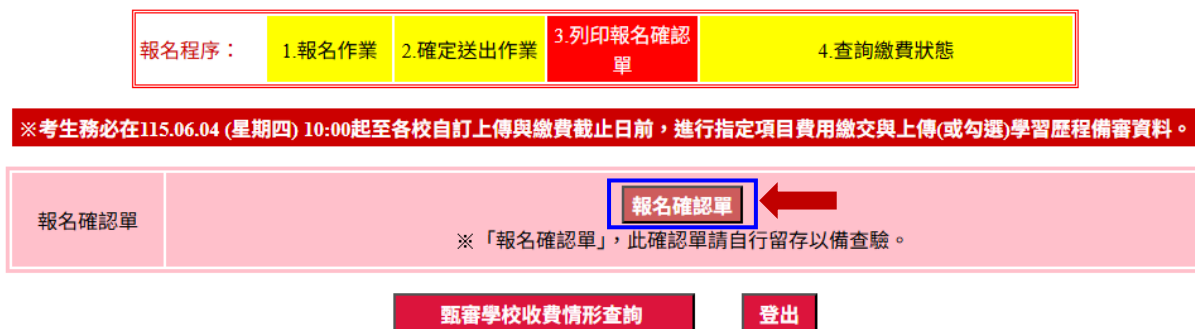 報名程序：
1.報名作業
2.確定送出作業
3.列印報名確認
單
4.查詢繳費狀態
※考生務必在115.06.04 (星期四) 10:00起至各校自訂上傳與繳費截止日前，進行指定項目費用繳交與上傳(或勾選)學習歷程備審資料。
報名確認單
報名確認單
※「報名確認單」，此確認單請自行留存以備查驗。
甄審學校收費情形查詢
登出